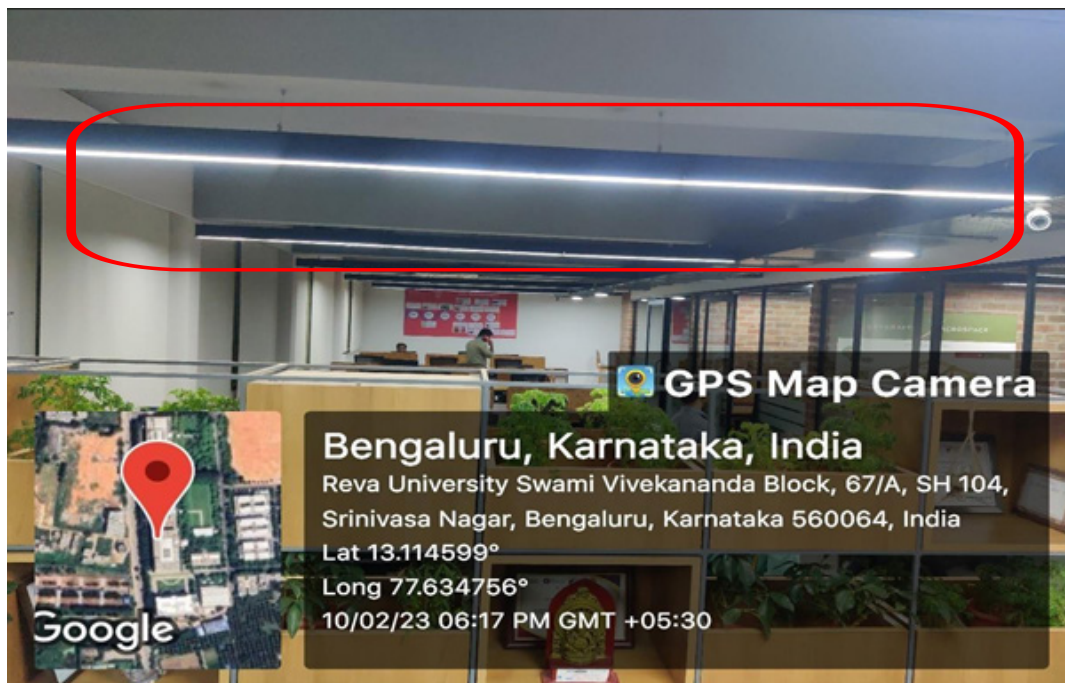 GPS Map Camera
Bengaluru, Karnataka, India
Reva University Swami Vivekananda Block, 67/A, SH 104,
Srinivasa Nagar, Bengaluru, Karnataka 560064, India
Lat 13.114599°
Long 77.634756°
10/02/23 06:17 PM GMT +05:30
Google